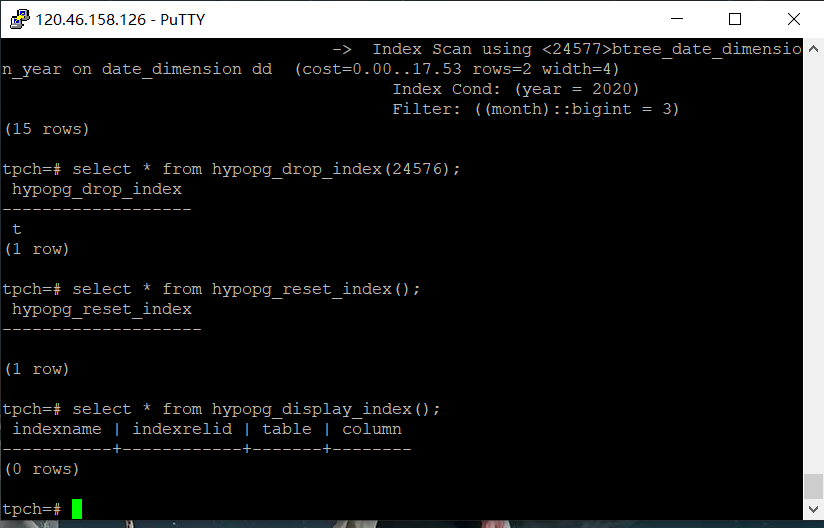 120.46.158.126 - PuTTY
-> Index Scan using <24577>btree_date_dimensio
n_year on date_dimension dd (cost=0.00..17.53 rows=2 width=4)
Index Cond: (year = 2020)
Filter: ((month)::bigint = 3)
(15 rows)
tpch=# select * from hypopg_drop_index(24576);
hypopg_drop_index
-------------------
t
(1 row)
tpch=# select * from hypopg_reset_index();
hypopg_reset_index
--------------------
(1 row)
tpch=# select * from hypopg_display_index();
indexname | indexrelid | table | column
-----------+------------+-------+--------
(0 rows)
tpch=#